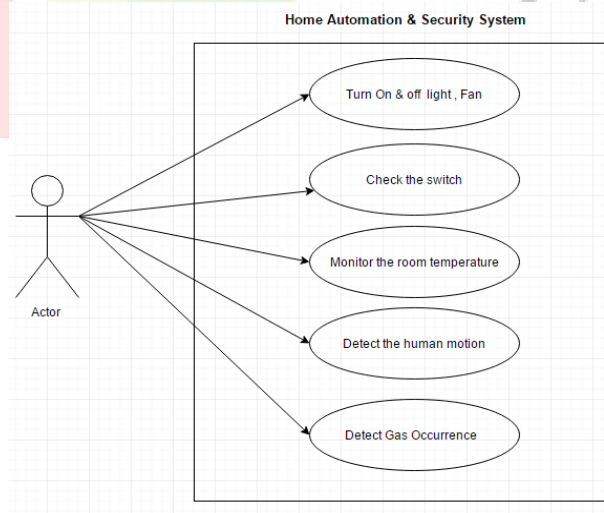 Home Automation & Security System
Turn On & off light , Fan
Check the switch
Monitor the room temperature
Detect the human motion
Detect Gas Occurrence
Actor